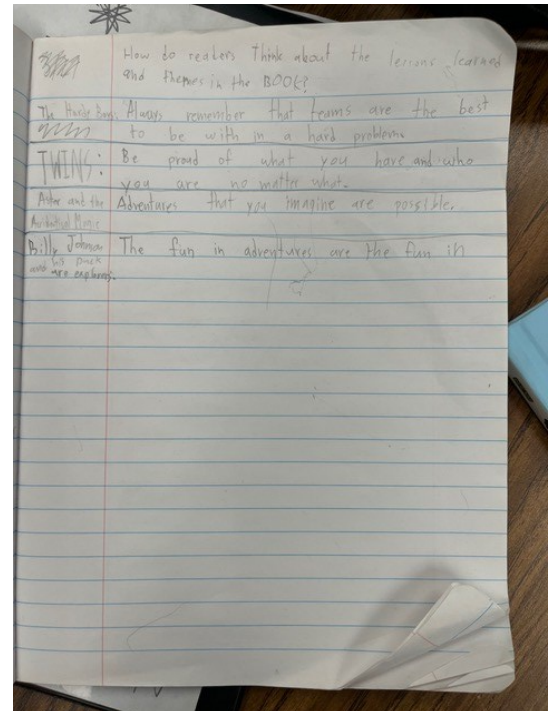 How do readers Think about the lessons learned
and themes in the BOOK?
The Hardy Boys Always remember that teams are the best
to be with in a hard problem.
TWINS: Be proud of what you have and who
you are no matter what.
and the Adventures that you imagine are possible.
Magic
Billy Johnson The fun in adventures are the fun in
and his pack
are explorers.